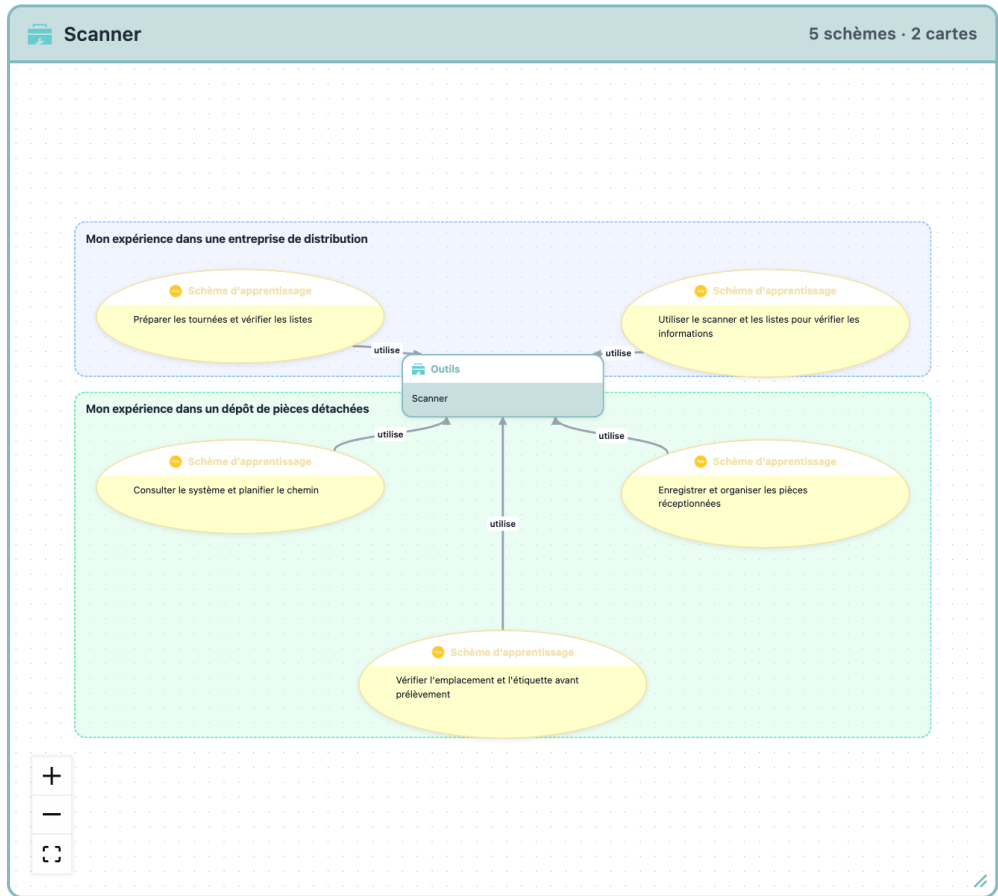 Scanner
5 schèmes · 2 cartes
Mon expérience dans une entreprise de distribution
Schème d'apprentissage
Préparer les tournées et vérifier les listes
Schème d'apprentissage
Utiliser le scanner et les listes pour vérifier les
informations
utilise
utilise
Outils
Scanner
Mon expérience dans un dépôt de pièces détachées
utilise
utilise
Schème d'apprentissage
Consulter le système et planifier le chemin
Schème d'apprentissage
Enregistrer et organiser les pièces
réceptionnées
utilise
Schème d'apprentissage
Vérifier l'emplacement et l'étiquette avant
prélèvement